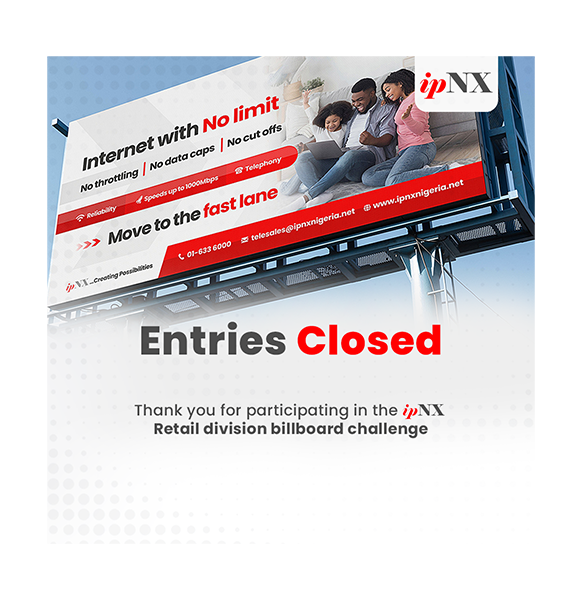 ipNX
Internet with No limit
No throttling | No data caps | No cut offs
Reliability Speeds up to 1000Mbps Telephony
>>> Move to the fast lane
01-633 6000 telesales@ipnxnigeria.net www.ipnxnigeria.net
ipNX...Creating Possibilities
Entries Closed
Thank you for participating in the ipNX
Retail division billboard challenge